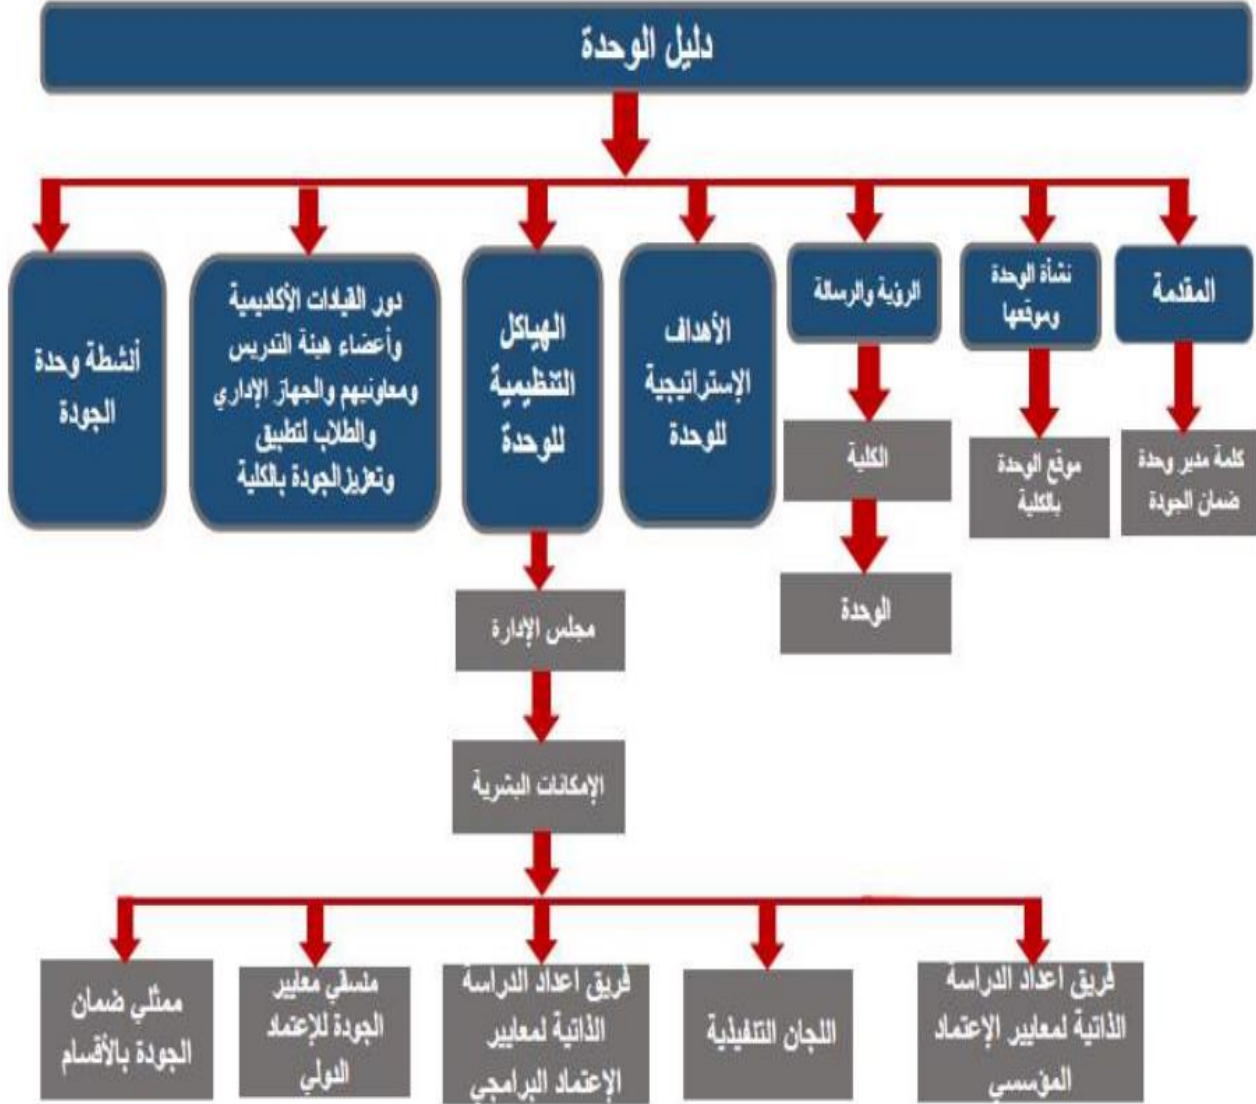 دليل الوحدة
المقدمة
نشأة الوحدة
وموقعها
الرؤية والرسالة
الأهداف
الإستراتيجية
للوحدة
الهياكل
التنظيمية
للوحدة
دور القيادات الأكاديمية
وأعضاء هيئة التدريس
ومعاونيهم والجهاز الإداري
والطلاب لتطبيق
وتعزيز الجودة بالكلية
أنشطة وحدة
الجودة
كلمة مدير وحدة
ضمان الجودة
موقع الوحدة
بالكلية
الكلية
الوحدة
مجلس الإدارة
الإمكانات البشرية
فريق اعداد الدراسة
الذاتية لمعايير الإعتماد
المؤسسي
اللجان التنفيذية
فريق اعداد الدراسة
الذاتية لمعايير
الإعتماد البرامجي
منسقي معايير
الجودة للإعتماد
الدولي
ممثلي ضمان
الجودة بالأقسام